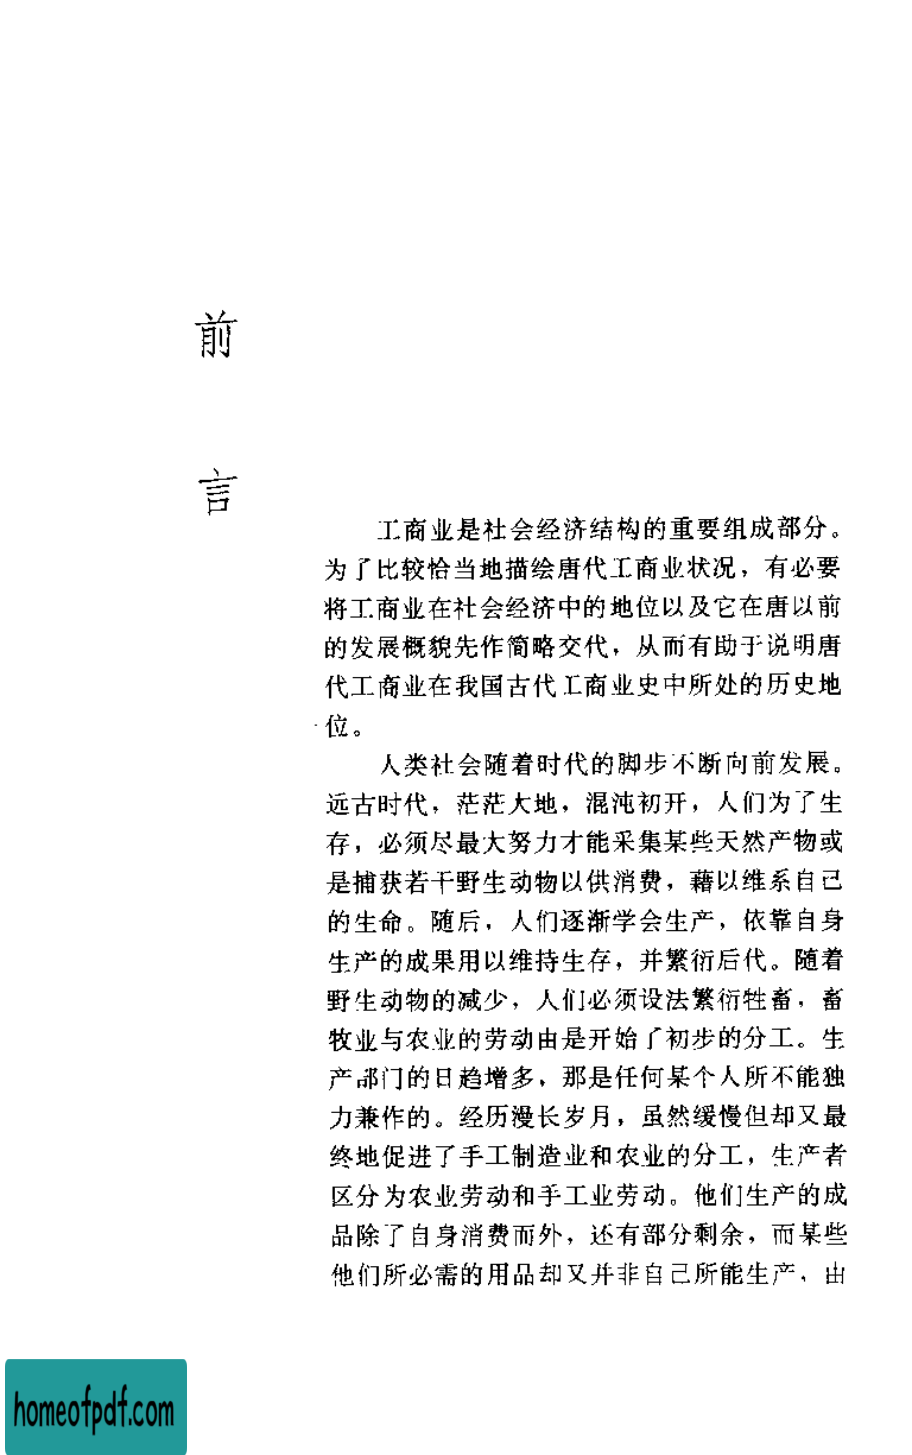 前
言
工商业是社会经济结构的重要组成部分。
为了比较恰当地描绘唐代工商业状况，有必要
将工商业在社会经济中的地位以及它在唐以前
的发展概貌先作简略交代，从而有助于说明唐
代工商业在我国古代工商业史中所处的历史地
位。
人类社会随着时代的脚步不断向前发展。
远古时代，茫茫大地，混沌初开，人们为了生
存，必须尽最大努力才能采集某些天然产物或
是捕获若干野生动物以供消费，藉以维系自己
的生命。随后，人们逐渐学会生产，依靠自身
生产的成果用以维持生存，并繁衍后代。随着
野生动物的减少，人们必须设法繁衍牲畜，畜
牧业与农业的劳动由是开始了初步的分工。生
产部门的日趋增多，那是任何某个人所不能独
力兼作的。经历漫长岁月，虽然缓慢但却又最
终地促进了手工制造业和农业的分工，生产者
区分为农业劳动和手工业劳动。他们生产的成
品除了自身消费而外，还有部分剩余，而某些
他们所必需的用品却又并非自己所能生产，由
homeofpdf.com